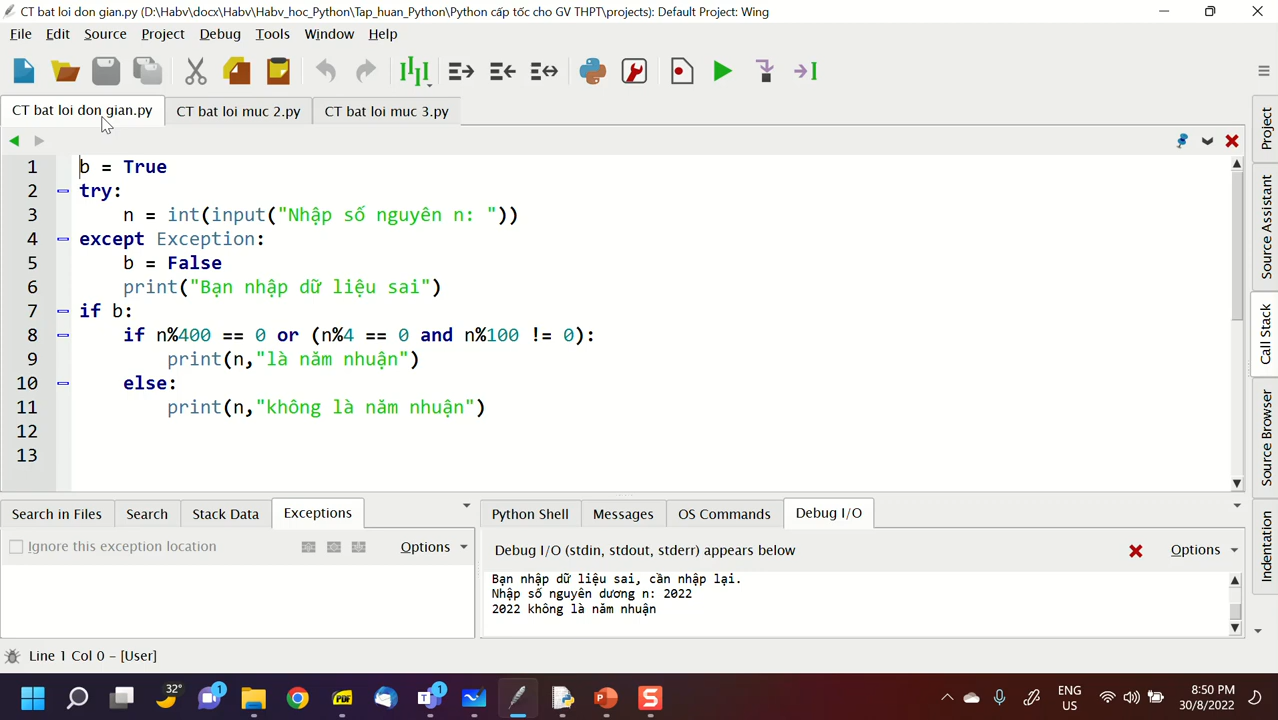 CT bat loi don gian.py (D:\Habv\docx\Habv\Habv_hoc_Python\Tap_huan_Python\Python cấp tốc cho GV THPT\projects): Default Project: Wing
File Edit Source Project Debug Tools Window Help
CT bat loi don gian.py CT bat loi muc 2.py CT bat loi muc 3.py
1 b = True
2 try:
3 n = int(input("Nhập số nguyên n: "))
4 except Exception:
5 b = False
6 print("Bạn nhập dữ liệu sai")
7 if b:
8 if n%400 == 0 or (n%4 == 0 and n%100 != 0):
9 print(n,"là năm nhuận")
10 else:
11 print(n,"không là năm nhuận")
12
13
Project
Source Assistant
Call Stack
Source Browser
Indentation
Search in Files Search Stack Data Exceptions
Ignore this exception location Options
Python Shell Messages OS Commands Debug I/O
Debug I/O (stdin, stdout, stderr) appears below Options
Bạn nhập dữ liệu sai, cần nhập lại.
Nhập số nguyên dương n: 2022
2022 không là năm nhuận
Line 1 Col 0 - [User]
32°
1
PDF
1
ENG
US
8:50 PM
30/8/2022